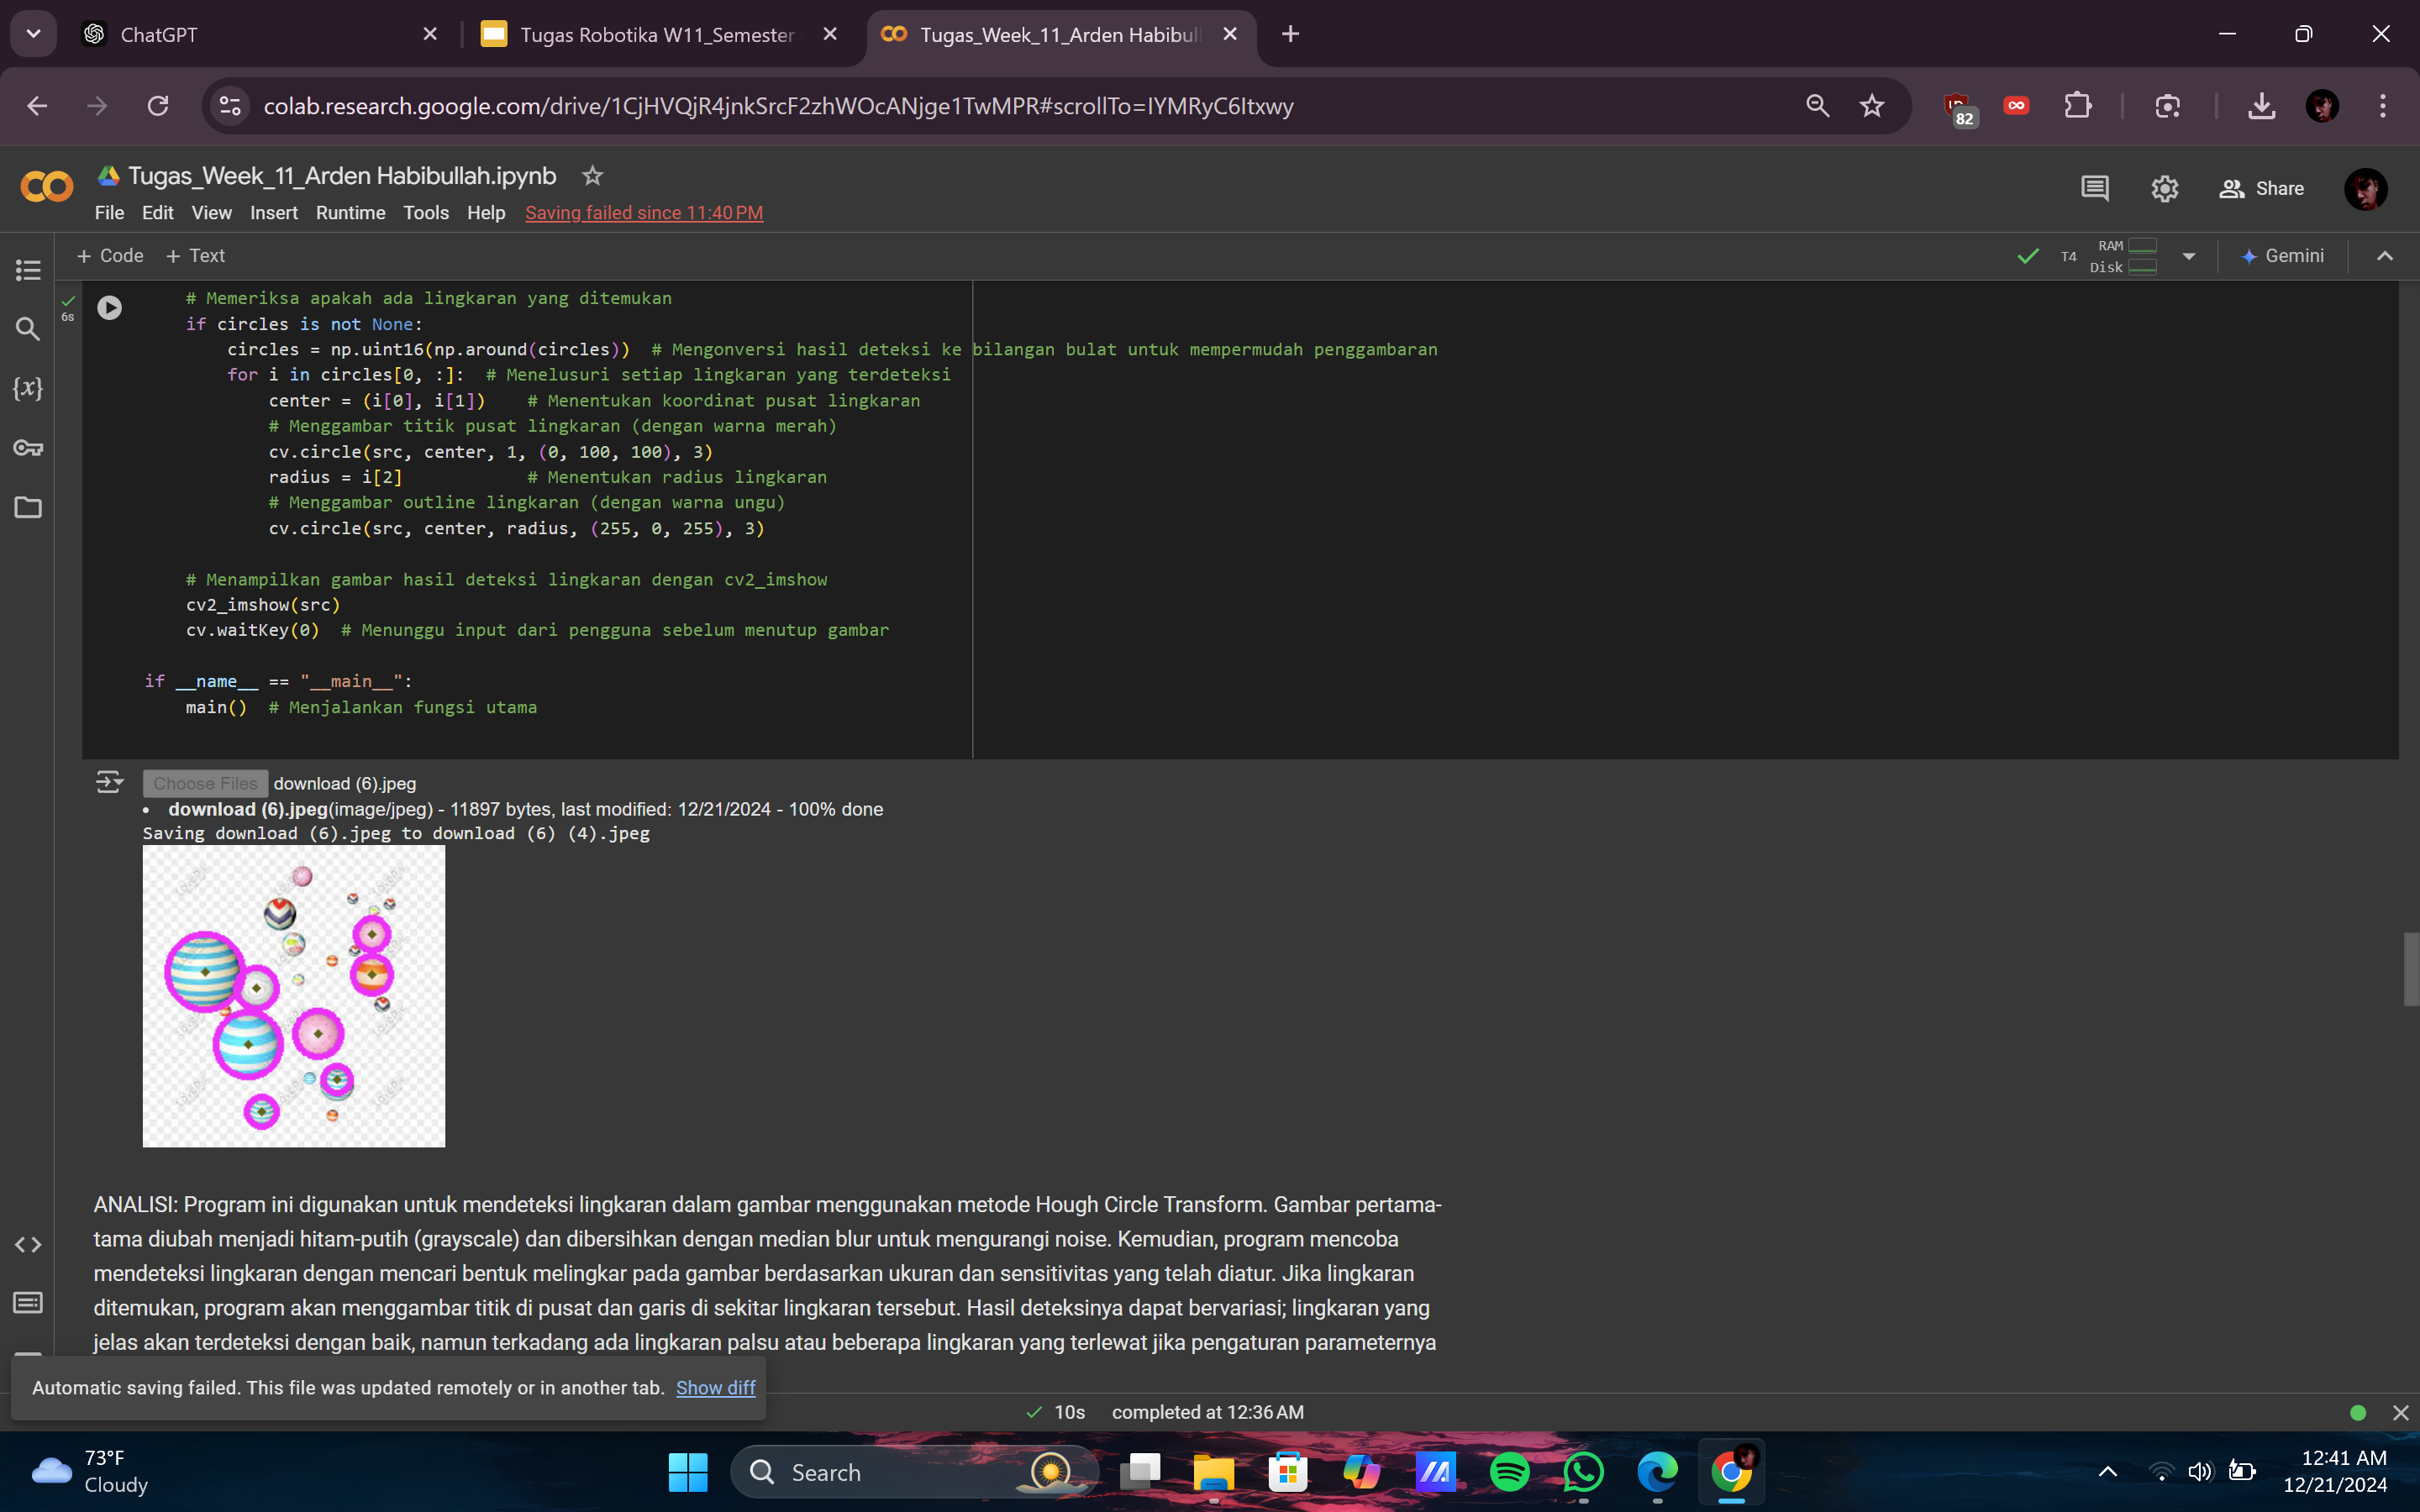 ChatGPT
Tugas Robotika W11_Semester
Tugas_Week_11_Arden Habibull
colab.research.google.com/drive/1CjHVQjR4jnkSrcF2zhWOcANjge1TwMPR#scrollTo=IYMRyC6Itxwy
82
Tugas_Week_11_Arden Habibullah.ipynb
File Edit View Insert Runtime Tools Help Saving failed since 11:40 PM
Share
+ Code + Text
T4
RAM
Disk
Gemini
6s
# Memeriksa apakah ada lingkaran yang ditemukan
if circles is not None:
circles = np.uint16(np.around(circles)) # Mengonversi hasil deteksi ke bilangan bulat untuk mempermudah penggambaran
for i in circles[0, :]: # Menelusuri setiap lingkaran yang terdeteksi
center = (i[0], i[1]) # Menentukan koordinat pusat lingkaran
# Menggambar titik pusat lingkaran (dengan warna merah)
cv.circle(src, center, 1, (0, 100, 100), 3)
radius = i[2] # Menentukan radius lingkaran
# Menggambar outline lingkaran (dengan warna ungu)
cv.circle(src, center, radius, (255, 0, 255), 3)
# Menampilkan gambar hasil deteksi lingkaran dengan cv2_imshow
cv2_imshow(src)
cv.waitKey(0) # Menunggu input dari pengguna sebelum menutup gambar
if __name__ == "__main__":
main() # Menjalankan fungsi utama
Choose Files download (6).jpeg
• download (6).jpeg(image/jpeg) - 11897 bytes, last modified: 12/21/2024 - 100% done
Saving download (6).jpeg to download (6) (4).jpeg
ANALISI: Program ini digunakan untuk mendeteksi lingkaran dalam gambar menggunakan metode Hough Circle Transform. Gambar pertama-
tama diubah menjadi hitam-putih (grayscale) dan dibersihkan dengan median blur untuk mengurangi noise. Kemudian, program mencoba
mendeteksi lingkaran dengan mencari bentuk melingkar pada gambar berdasarkan ukuran dan sensitivitas yang telah diatur. Jika lingkaran
ditemukan, program akan menggambar titik di pusat dan garis di sekitar lingkaran tersebut. Hasil deteksinya dapat bervariasi; lingkaran yang
jelas akan terdeteksi dengan baik, namun terkadang ada lingkaran palsu atau beberapa lingkaran yang terlewat jika pengaturan parameternya
Automatic saving failed. This file was updated remotely or in another tab. Show diff
10s completed at 12:36 AM
73°F
Cloudy
Search
12:41 AM
12/21/2024